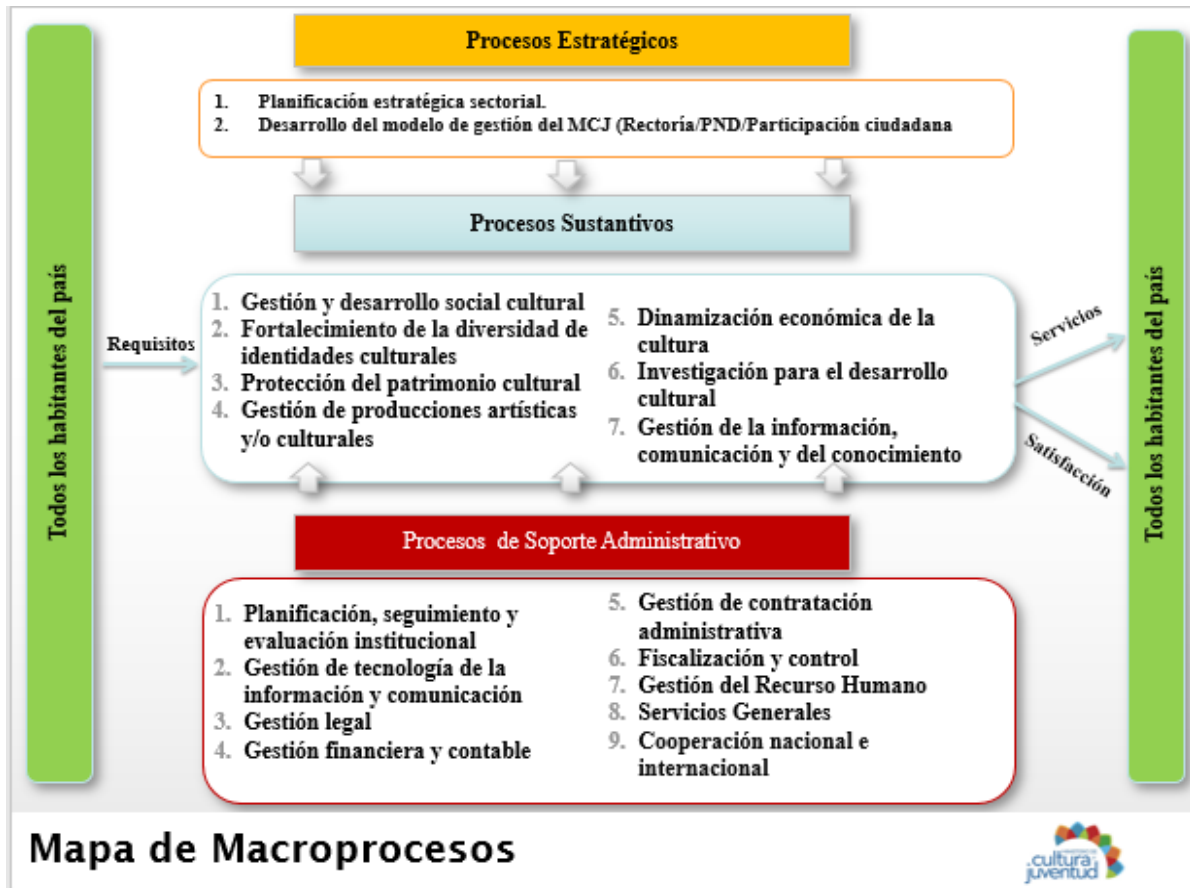 Procesos Estratégicos
1. Planificación estratégica sectorial.
2. Desarrollo del modelo de gestión del MCJ (Rectoría/PND/Participación ciudadana
Procesos Sustantivos
Todos los habitantes del país
Requisitos
1. Gestión y desarrollo social cultural
2. Fortalecimiento de la diversidad de
identidades culturales
3. Protección del patrimonio cultural
4. Gestión de producciones artísticas
y/o culturales
5. Dinamización económica de la
cultura
6. Investigación para el desarrollo
cultural
7. Gestión de la información,
comunicación y del conocimiento
Servicios
Satisfacción
Todos los habitantes del país
Procesos de Soporte Administrativo
1. Planificación, seguimiento y
evaluación institucional
2. Gestión de tecnología de la
información y comunicación
3. Gestión legal
4. Gestión financiera y contable
5. Gestión de contratación
administrativa
6. Fiscalización y control
7. Gestión del Recurso Humano
8. Servicios Generales
9. Cooperación nacional e
internacional
Mapa de Macroprocesos
cultura
juventud